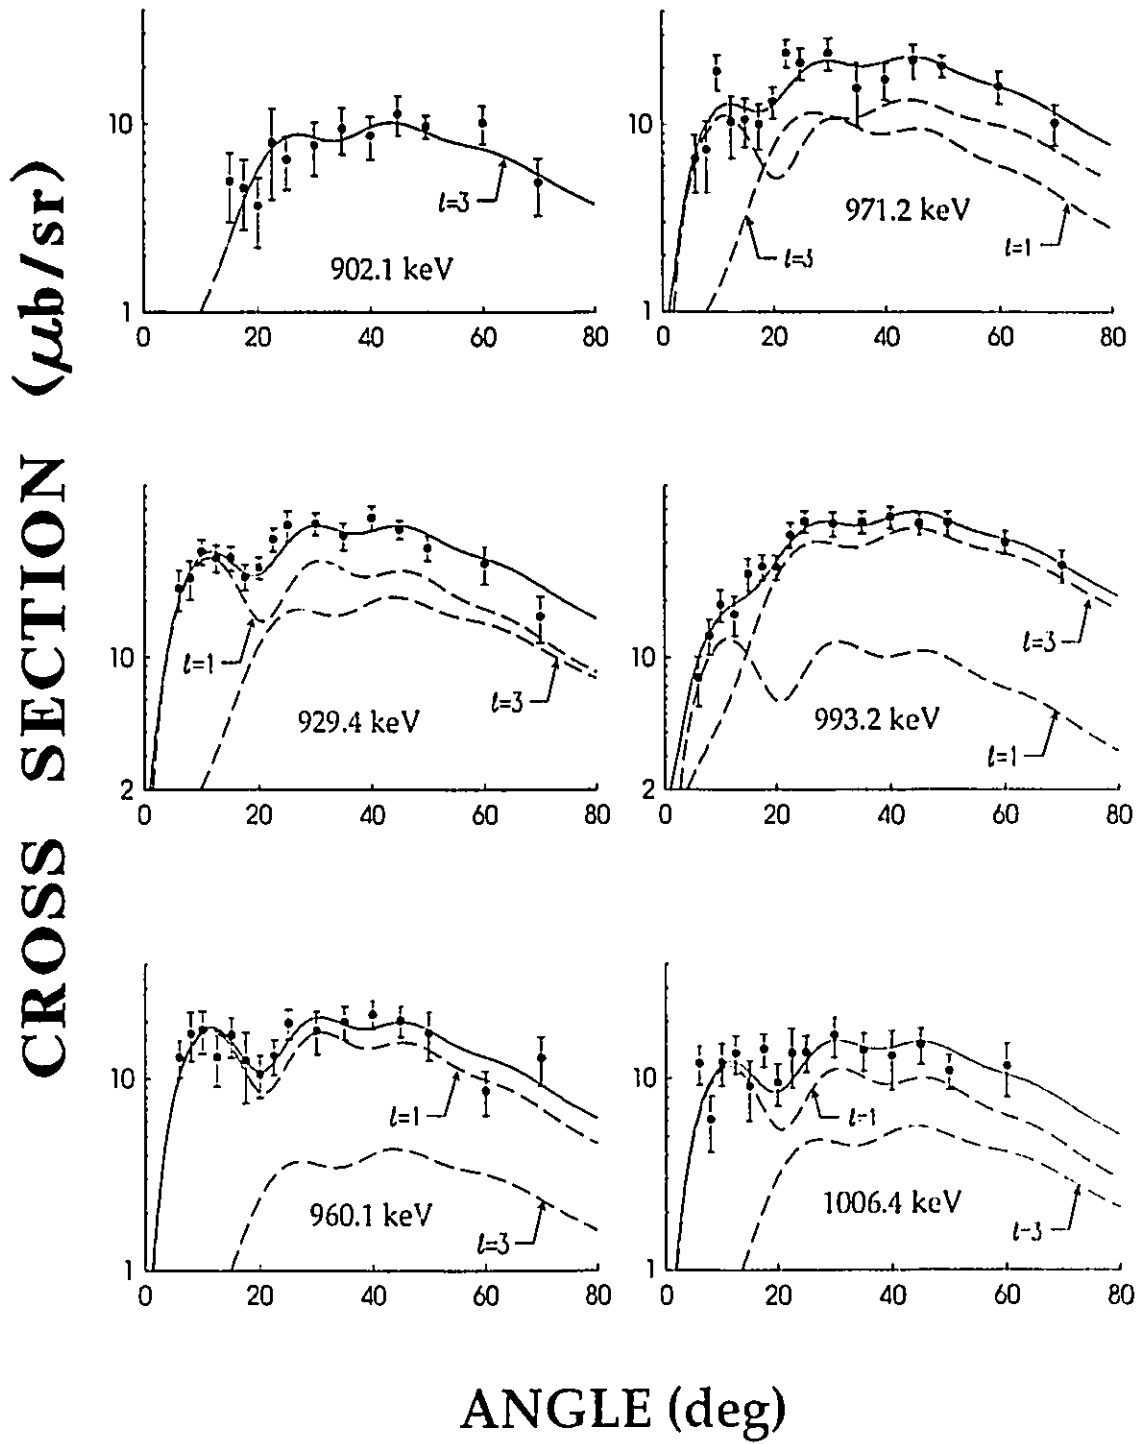 CROSS SECTION (μb/sr)
10
1
0 20 40 60 80
l=3
902.1 keV
10
1
0 20 40 60 80
l=3
971.2 keV
l=1
10
2
0 20 40 60 80
l=1
929.4 keV
l=3
10
2
0 20 40 60 80
l=3
993.2 keV
l=1
10
1
0 20 40 60 80
l=1
960.1 keV
l=3
10
1
0 20 40 60 80
l=1
1006.4 keV
l=3
ANGLE (deg)